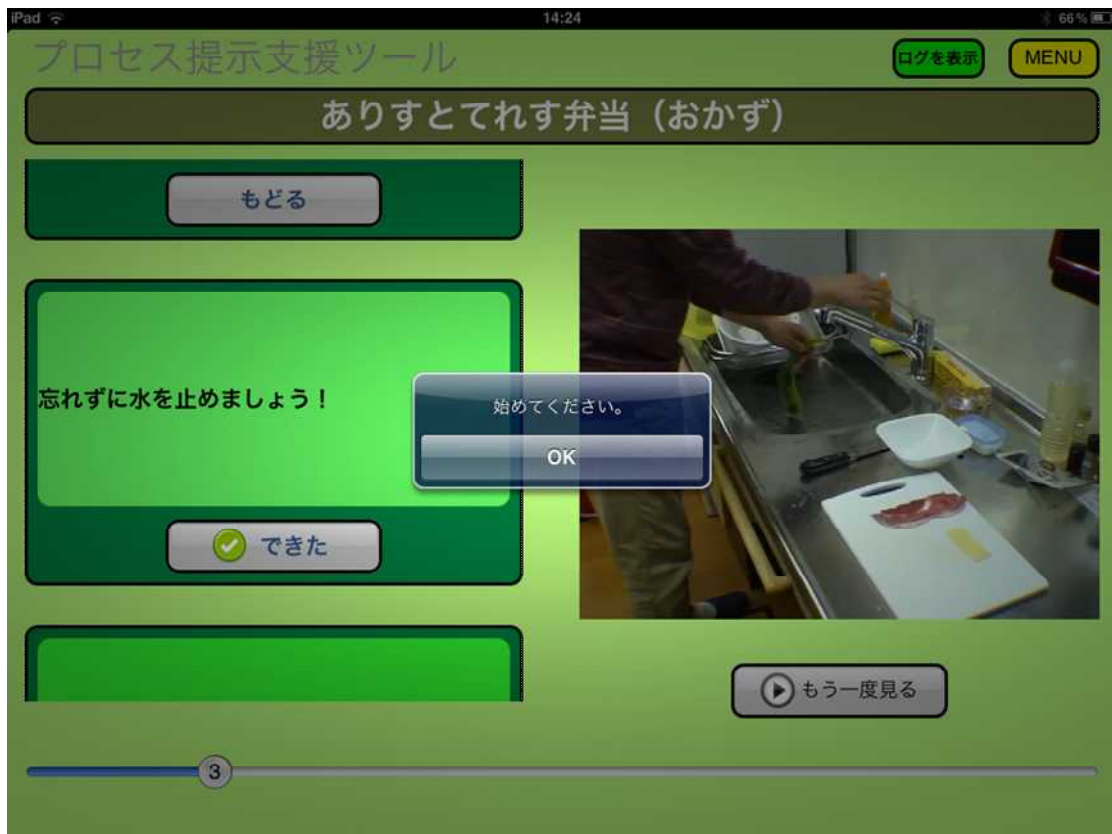 iPad 14:24 66%
プロセス提示支援ツール
ログを表示
MENU
ありすとてれす弁当（おかず）
もどる
忘れずに水を止めましょう！
できた
始めてください。
OK
もう一度見る
3